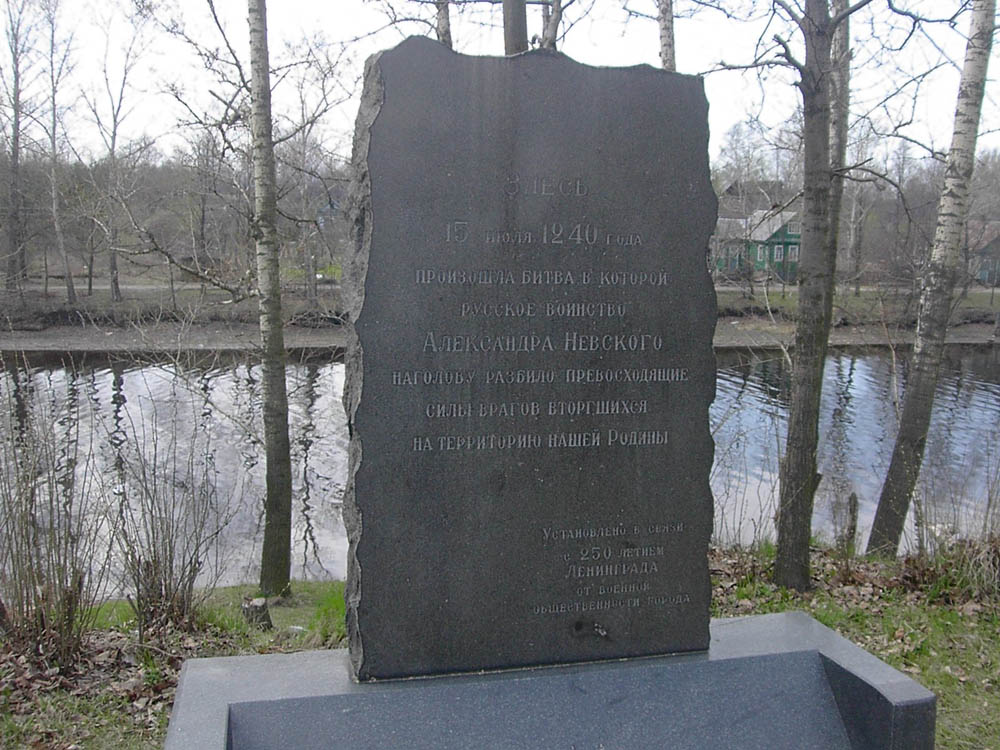 Здесь
15 июля 1240 года
произошла битва в которой
русское воинство
Александра Невского
наголову разбило превосходящие
силы врагов вторгшихся
на территорию нашей Родины
Установлено в связи
с 250 летием
Ленинграда
от военной
общественности города